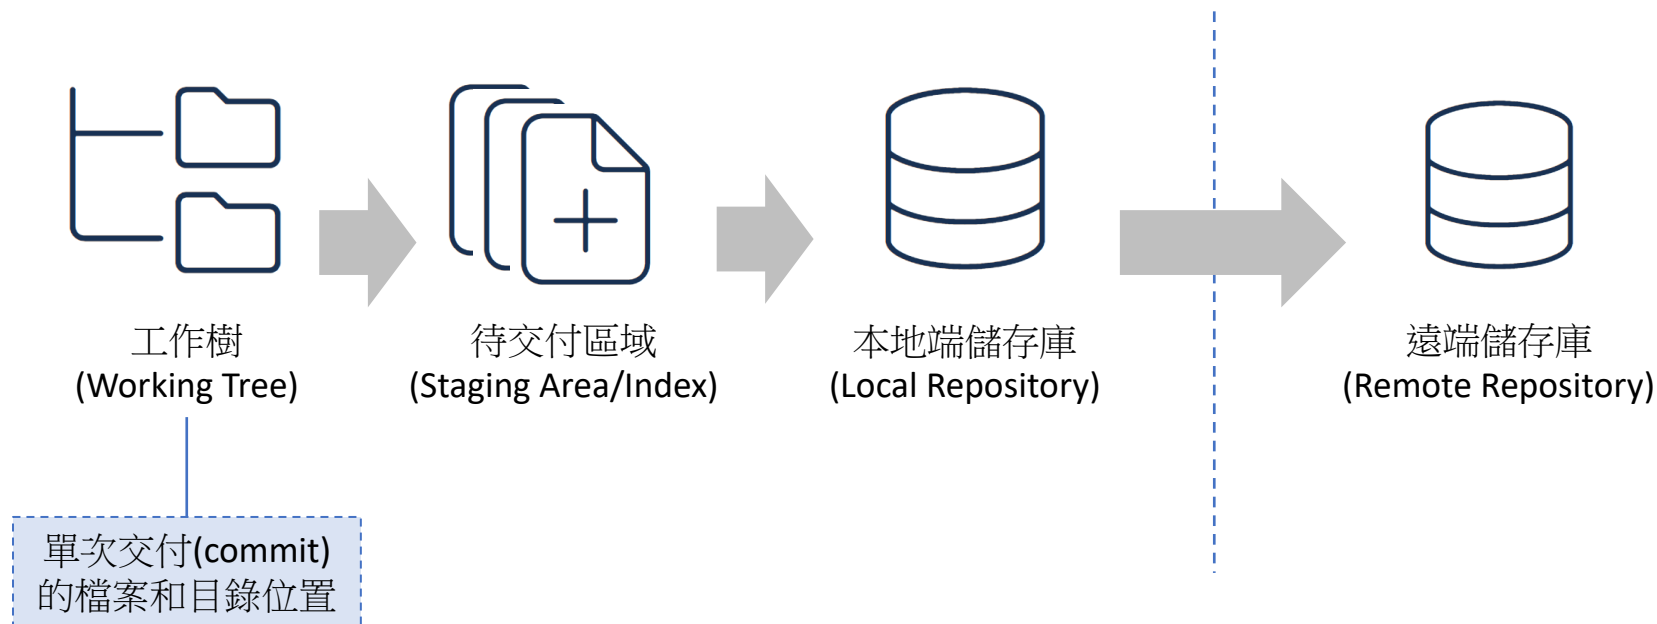 工作樹
(Working Tree)
待交付區域
(Staging Area/Index)
本地端儲存庫
(Local Repository)
遠端儲存庫
(Remote Repository)
單次交付(commit)
的檔案和目錄位置